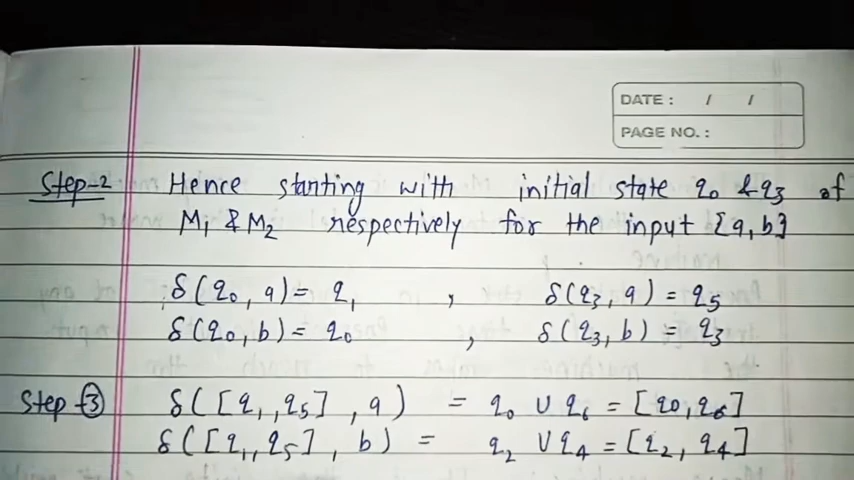 DATE : / /
PAGE NO. :
Step-2 Hence starting with initial state q₀ & q₃ of
M₁ & M₂ respectively for the input [a, b]
δ(q₀, a) = q₁ , δ(q₃, a) = q₅
δ(q₀, b) = q₀ , δ(q₃, b) = q₃
Step-③ δ([q₁, q₅], a) = q₀ ∪ q₆ = [q₀, q₆]
δ([q₁, q₅], b) = q₂ ∪ q₄ = [q₂, q₄]